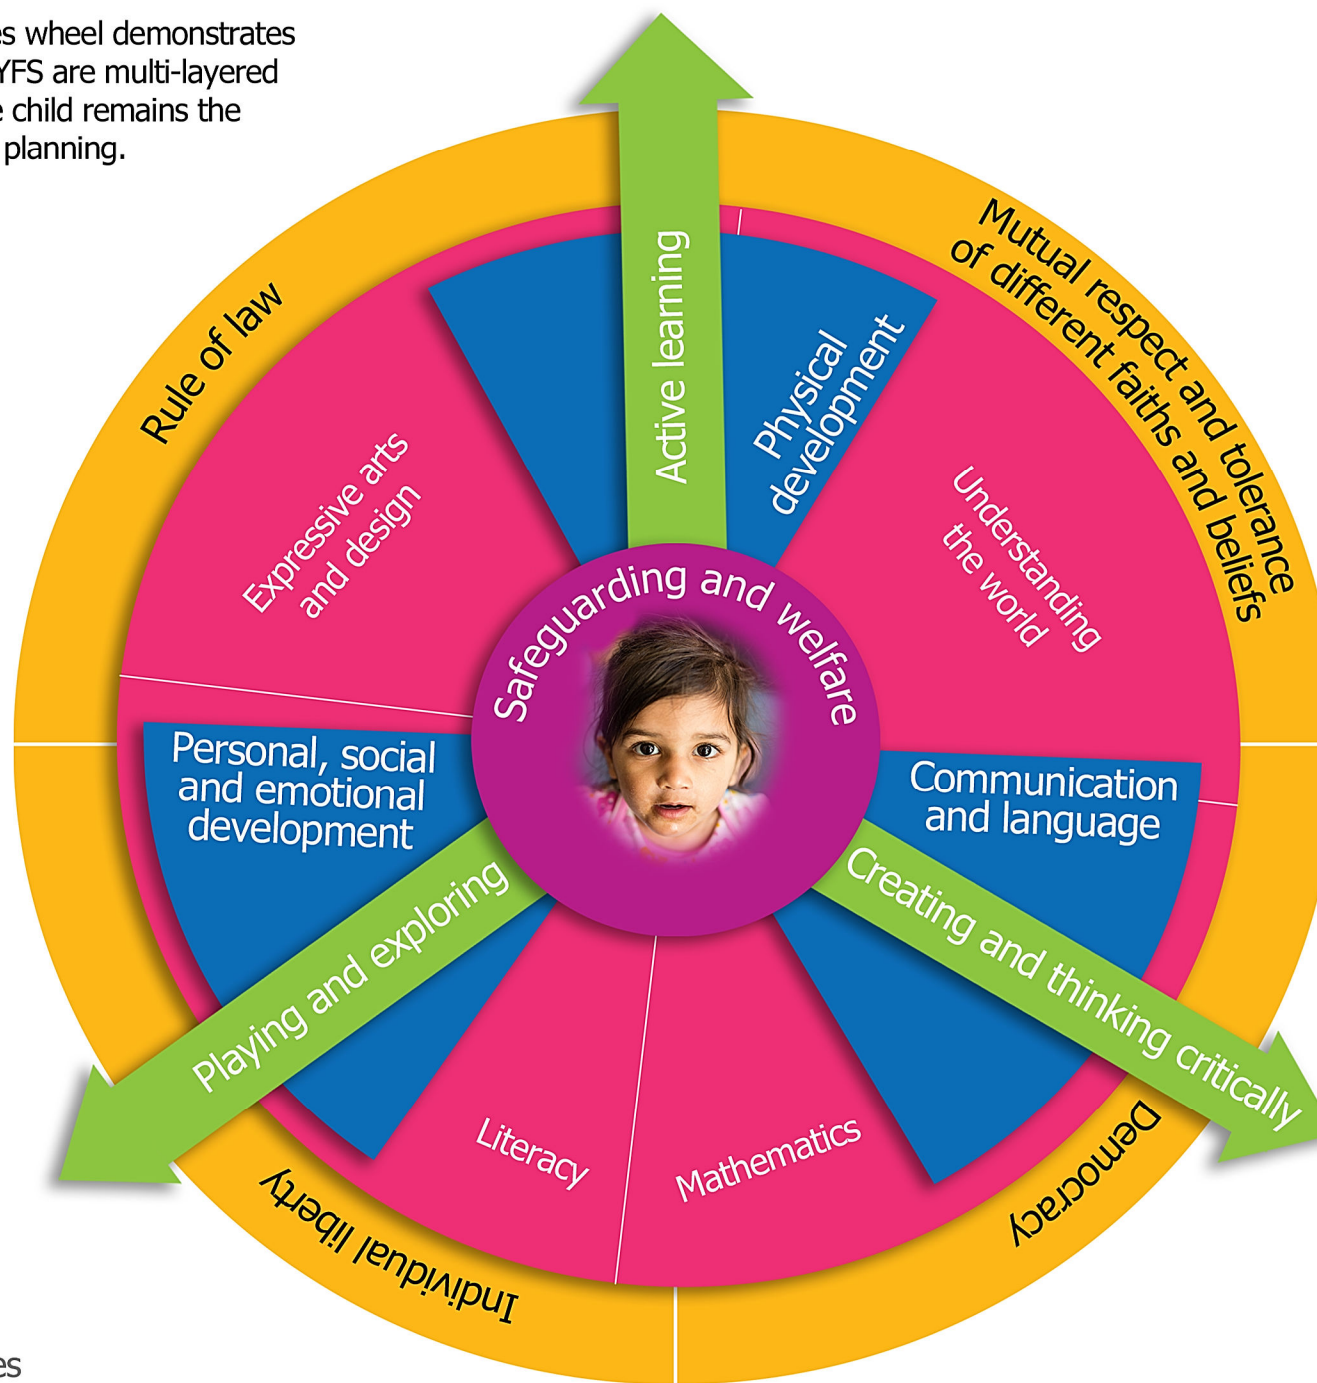 es wheel demonstrates
YFS are multi-layered
e child remains the
planning.
Rule of law
Mutual respect and tolerance
of different faiths and beliefs
Active learning
Physical
development
Expressive arts
and design
Understanding
the world
Safeguarding and welfare
Personal, social
and emotional
development
Communication
and language
Playing and exploring
Creating and thinking critically
Literacy
Mathematics
Individual liberty
Democracy
es